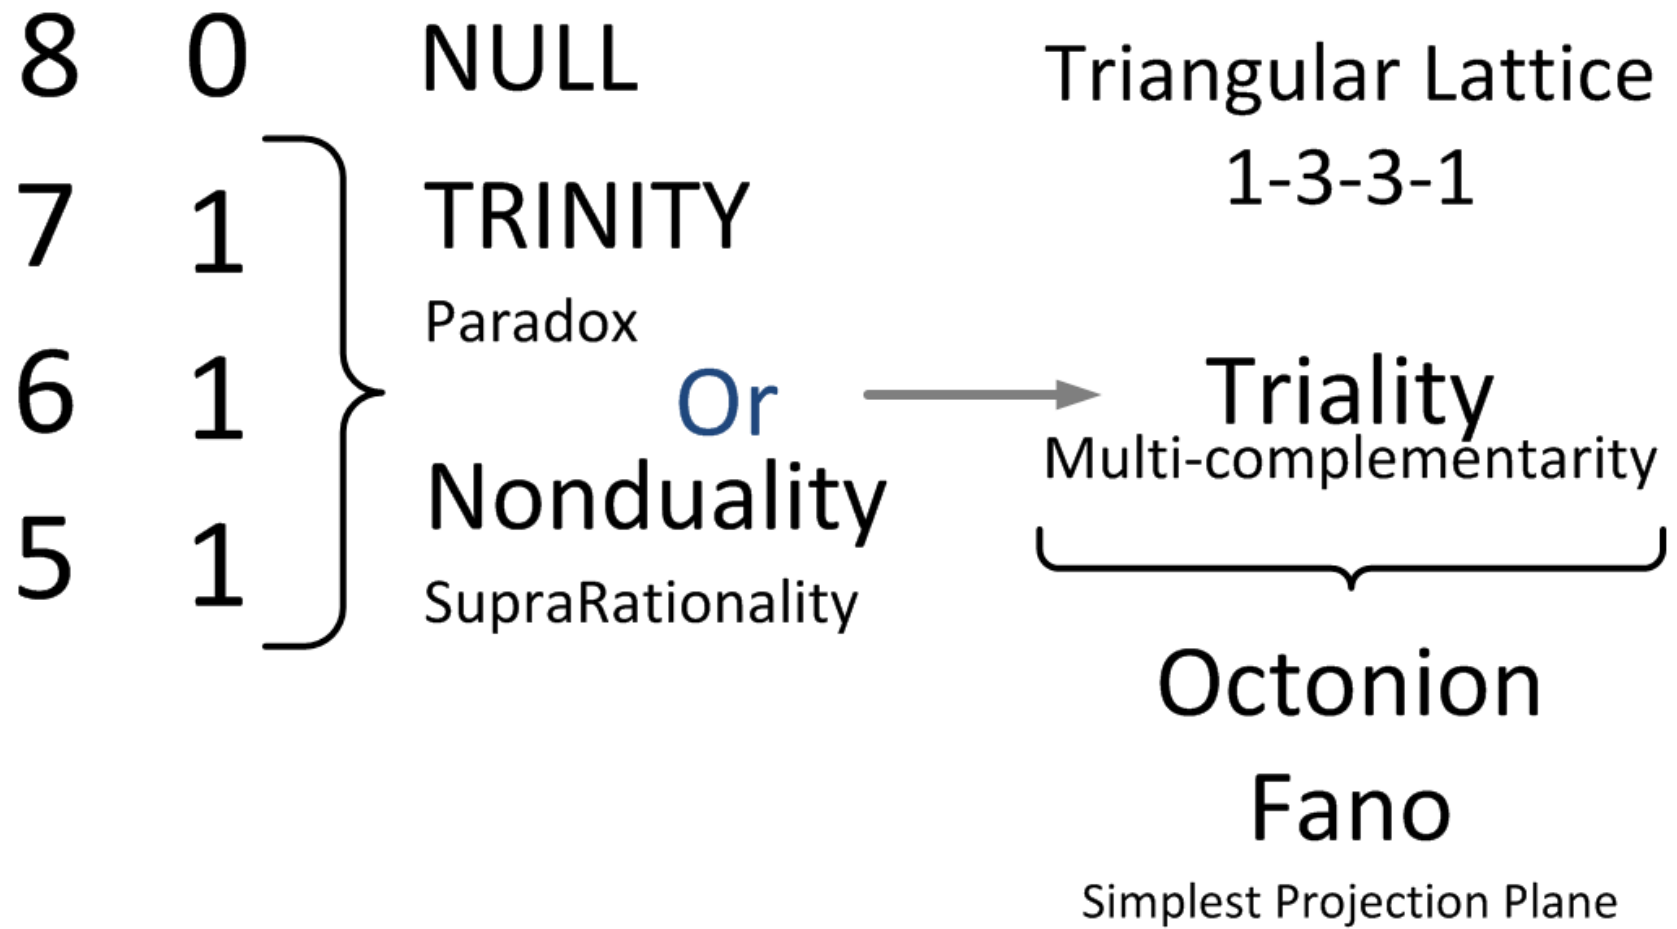 8 0 NULL
7 1 TRINITY
Paradox
6 1 Or
Nonduality
5 1
SupraRationality
Triangular Lattice
1-3-3-1
Triality
Multi-complementarity
Octonion
Fano
Simplest Projection Plane